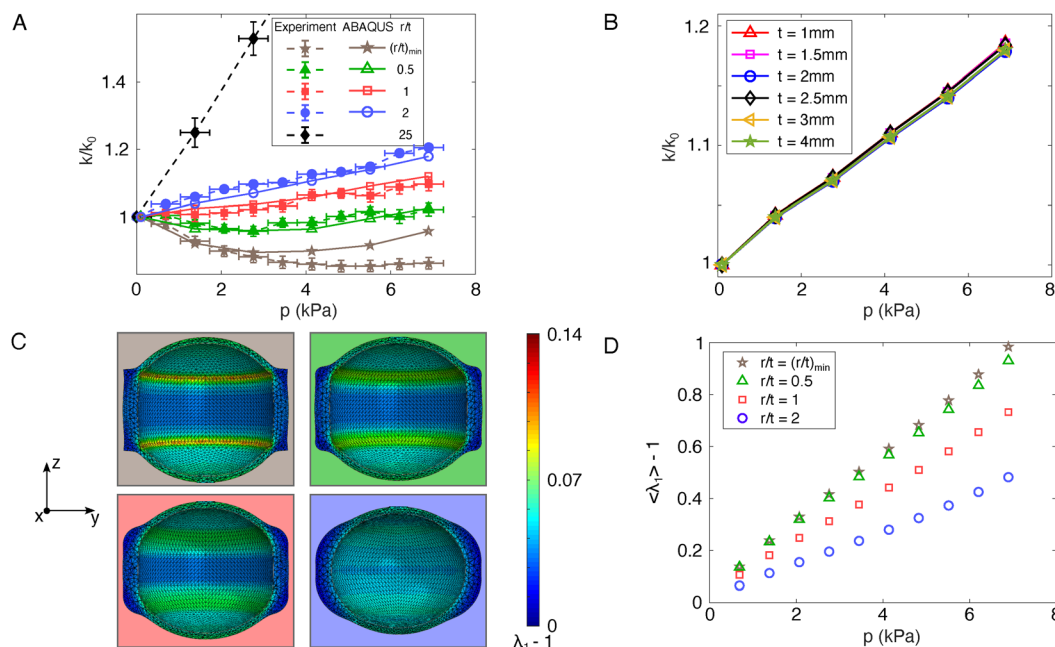 A
Experiment ABAQUS r/t
(r/t)min
0.5
1
2
25
1.4
1.2
1
k/k0
0 2 4 6 8
p (kPa)
B
t = 1mm
t = 1.5mm
t = 2mm
t = 2.5mm
t = 3mm
t = 4mm
1.2
1.1
1
k/k0
0 2 4 6 8
p (kPa)
C
z
x
y
0.14
0.07
0
λ1 - 1
D
r/t = (r/t)min
r/t = 0.5
r/t = 1
r/t = 2
1
0.8
0.6
0.4
0.2
0
<λ1> - 1
0 2 4 6 8
p (kPa)